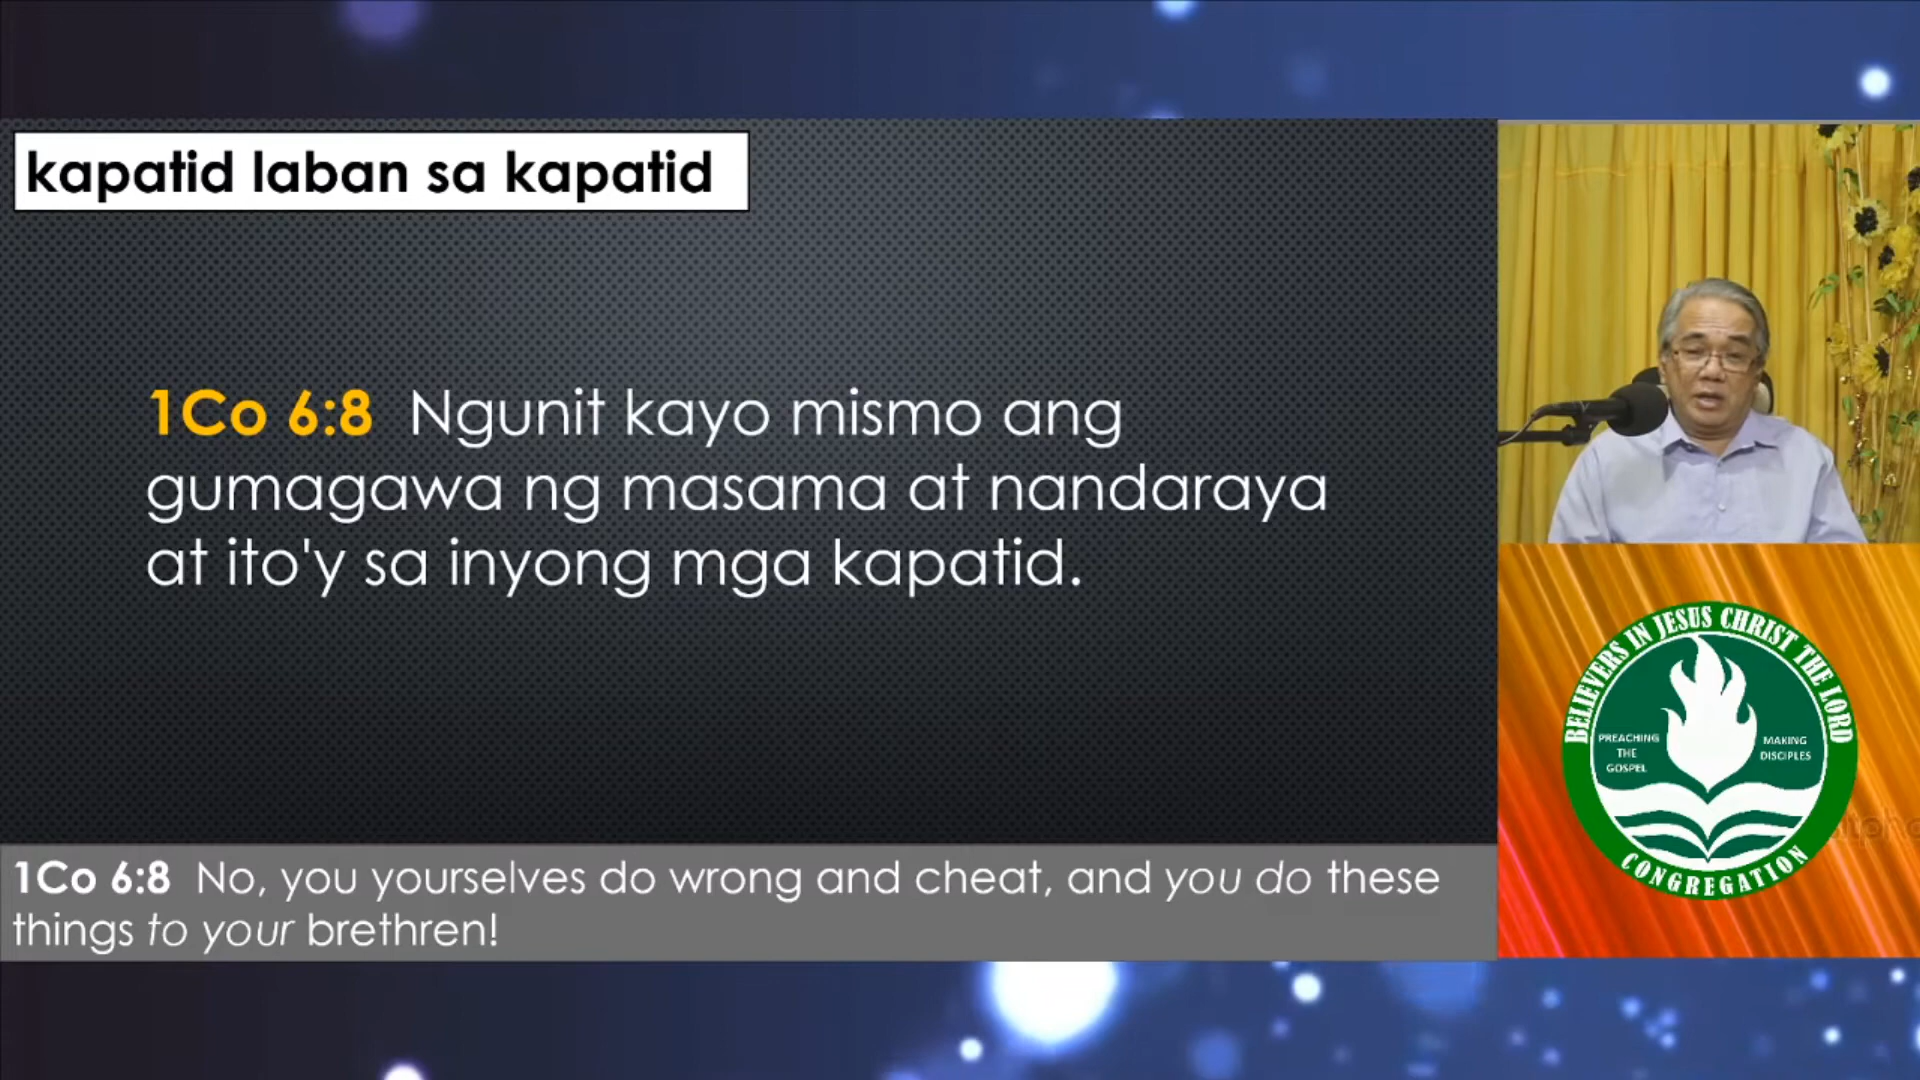 kapatid laban sa kapatid
1Co 6:8 Ngunit kayo mismo ang
gumagawa ng masama at nandaraya
at ito'y sa inyong mga kapatid.
1Co 6:8 No, you yourselves do wrong and cheat, and you do these
things to your brethren!
BELIEVERS IN JESUS CHRIST THE LORD
PREACHING
THE
GOSPEL
MAKING
DISCIPLES
CONGREGATION